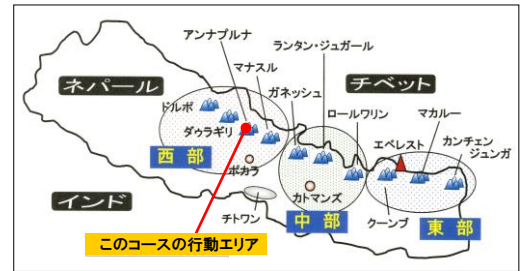 アンナプルナ
ランタン・ジュガール
マナスル
ガネッシュ
チベット
ネパール
ドルポ
ロールワリン
マカルー
ダウラギリ
エベレスト
カンチェン
ジュンガ
西部
ポカラ
カトマンズ
クーンブ
インド
チトワン
中部
東部
このコースの行動エリア